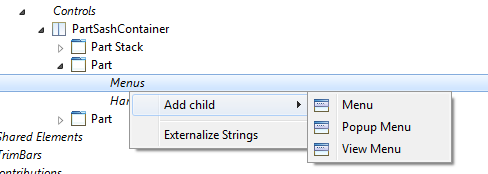 Controls
PartSashContainer
Part Stack
Part
Menus
Add child
Menu
Popup Menu
View Menu
Externalize Strings
Part
Shared Elements
TrimBars